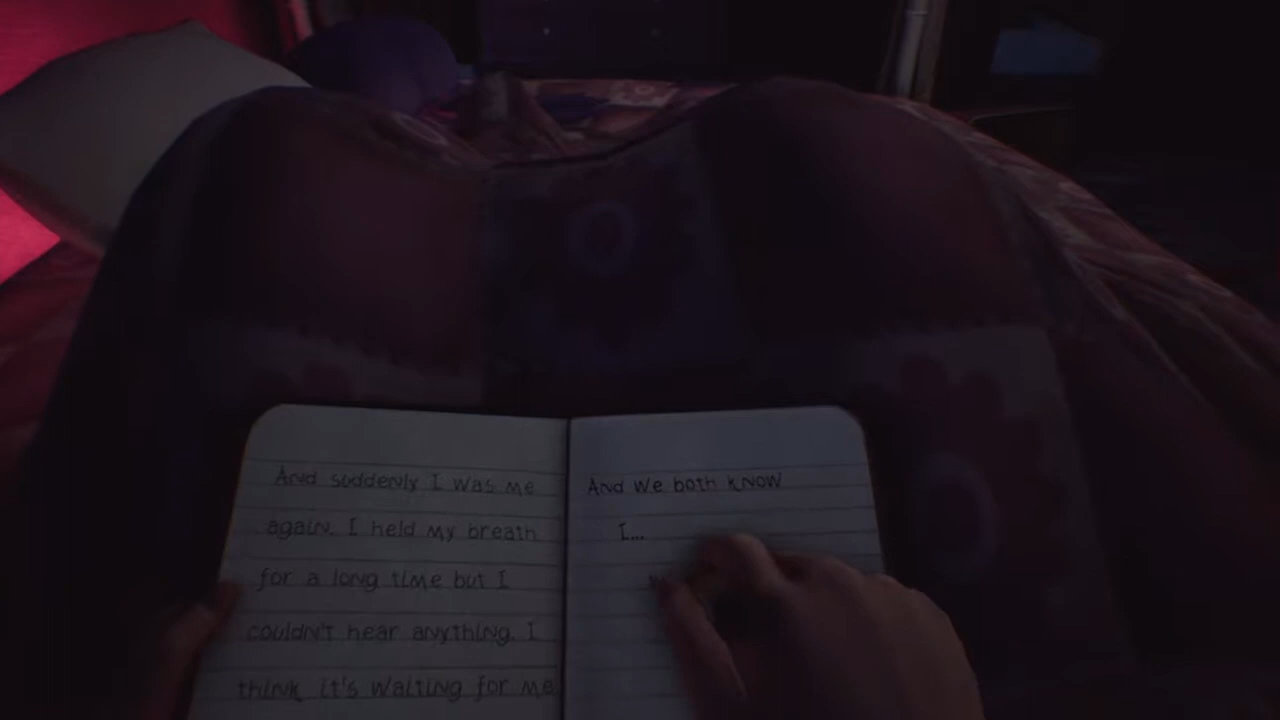 And suddenly I was me
again. I held my breath
for a long time but I
couldn't hear anything. I
think it's waiting for me
And we both know
I...